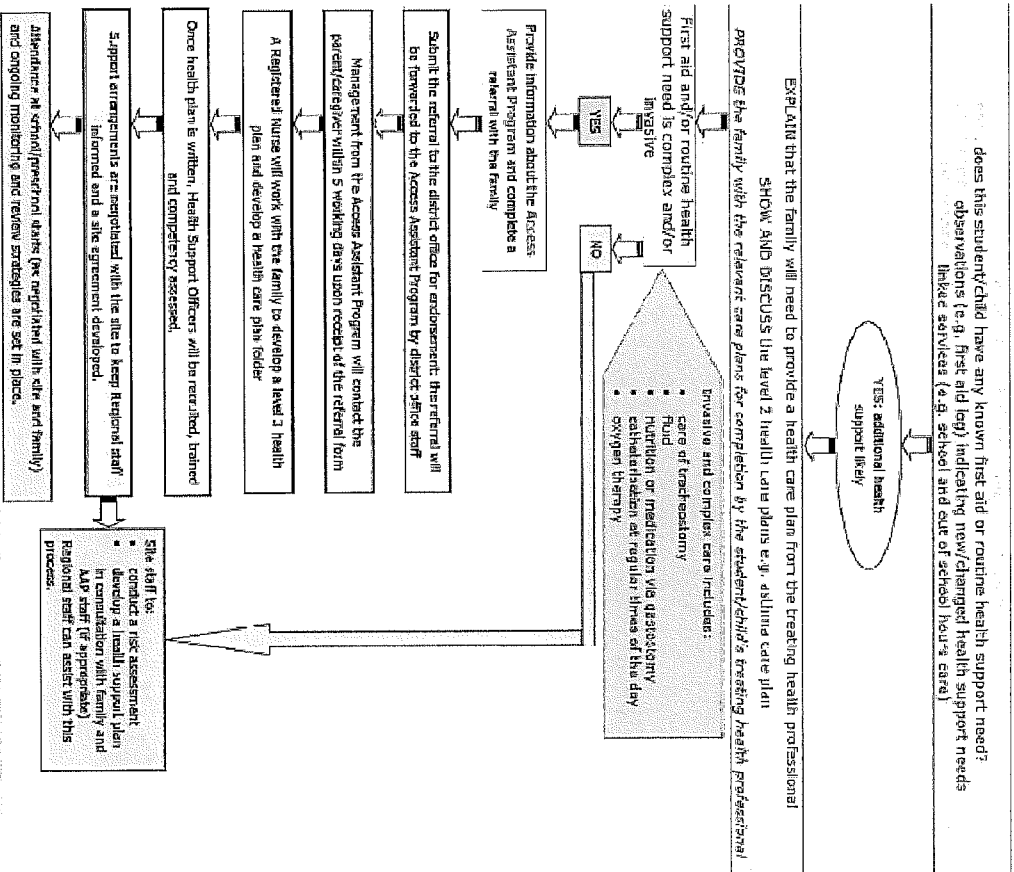 does this student/child have any known first aid or routine health support need?
observations (e.g. first aid log) indicating new/changed health support needs
linked services (e.g. school and out of school hours care)
YES: additional health
support likely
EXPLAIN that the family will need to provide a health care plan from the treating health professional
SHOW AND DISCUSS the level 2 health care plans e.g. asthma care plan
PROVIDE the family with the relevant care plans for completion by the student/child's treating health professional
First aid and/or routine health
support need is complex and/or
invasive
Invasive and complex care includes:
• care of tracheostomy
• fluid
• nutrition or medication via gastostomy
• catheterisation at regular times of the day
• oxygen therapy
YES
NO
Provide information about the Access
Assistant Program and complete a
referral with the family
Submit the referral to the district office for endorsement: the referral will
be forwarded to the Access Assistant Program by district office staff
Management from the Access Assistant Program will contact the
parent/caregiver within 5 working days upon receipt of the referral form
A Registered Nurse will work with the family to develop a level 3 health
plan and develop a health care plan folder
Once health plan is written, Health Support Officers will be recruited, trained
and competency assessed.
Support arrangements are negotiated with the site to keep Regional staff
informed and a site agreement developed.
Site staff to:
• conduct a risk assessment
• develop a health support plan
in consultation with family and
AAP staff (if appropriate)
Regional staff can assist with this
process.
Attendance at school/preschool starts (as negotiated with site and family)
and ongoing monitoring and review strategies are set in place.